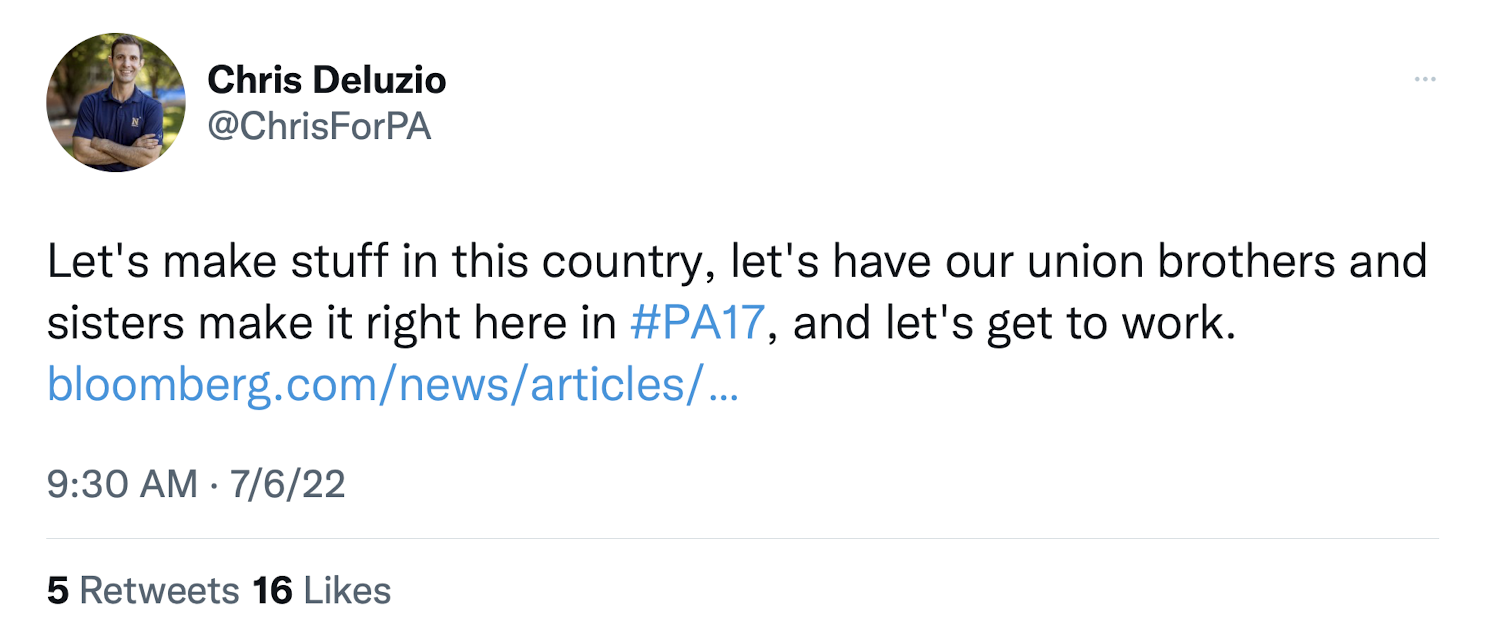 Chris Deluzio
@ChrisForPA
Let's make stuff in this country, let's have our union brothers and
sisters make it right here in #PA17, and let's get to work.
bloomberg.com/news/articles/...
9:30 AM · 7/6/22
5 Retweets 16 Likes